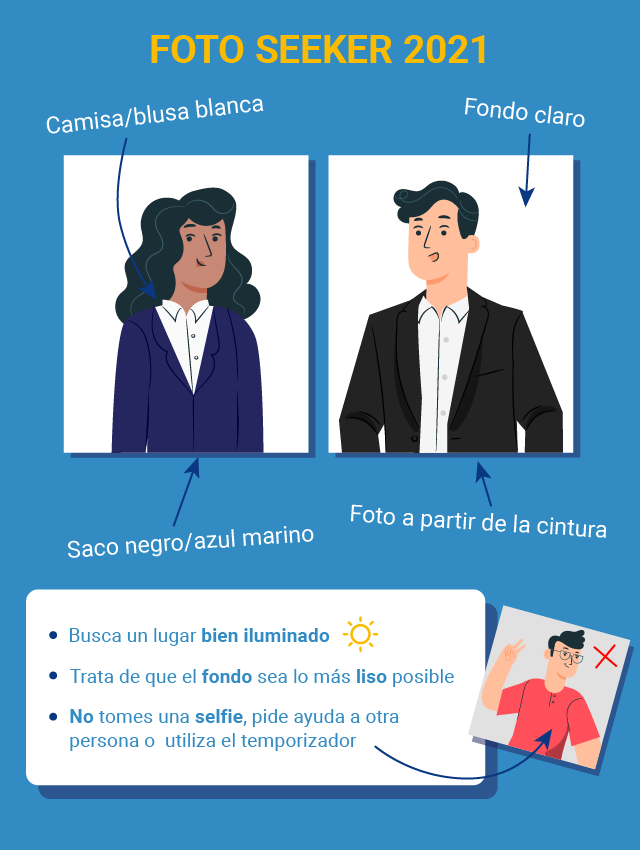 FOTO SEEKER 2021
Camisa/blusa blanca
Fondo claro
Saco negro/azul marino
Foto a partir de la cintura
• Busca un lugar bien iluminado
• Trata de que el fondo sea lo más liso posible
• No tomes una selfie, pide ayuda a otra
persona o utiliza el temporizador